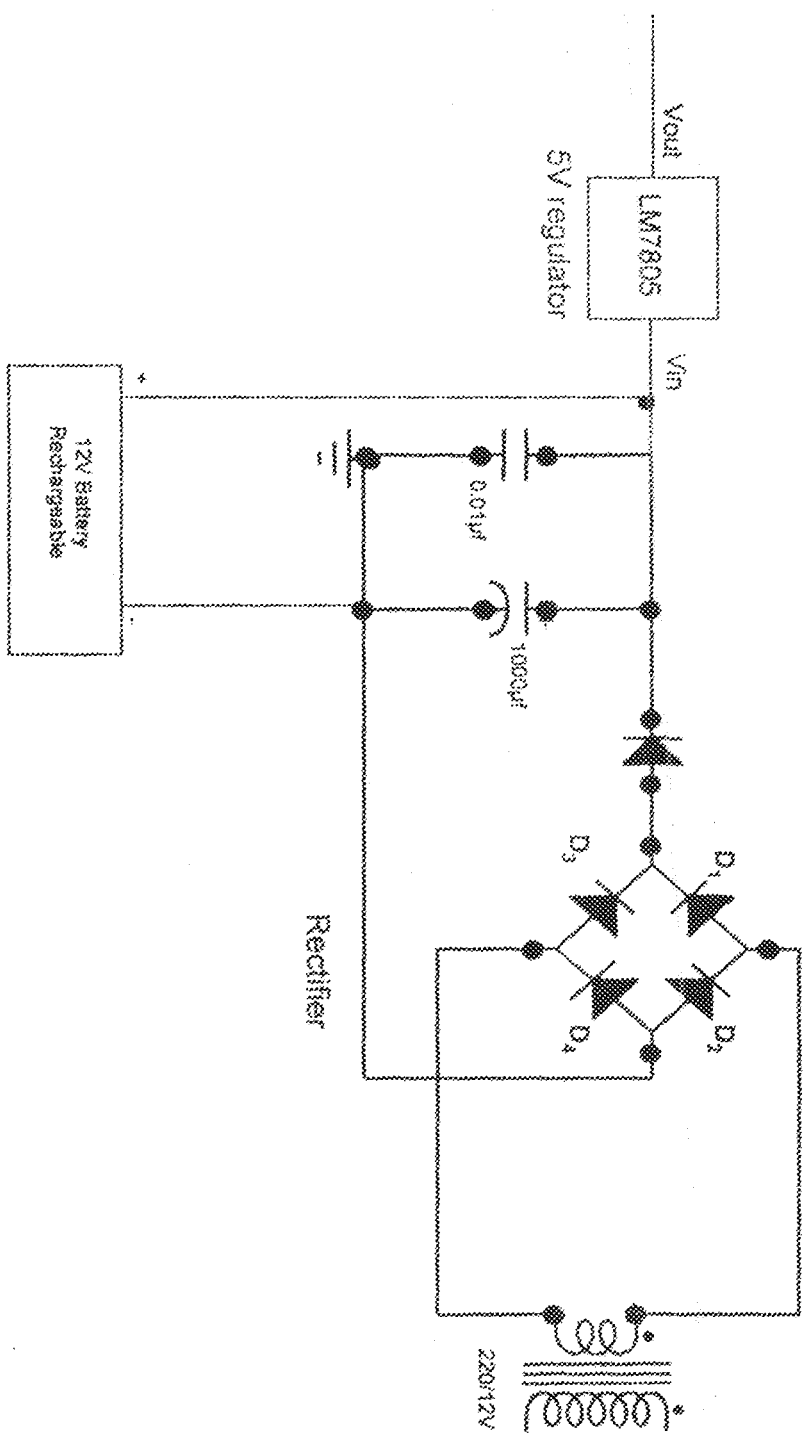 Vout
LM7805
5V regulator
Vin
+
12V Battery
Rechargeable
-
0.01µf
1000µf
D₁
D₃
D₂
D₄
Rectifier
220/12V